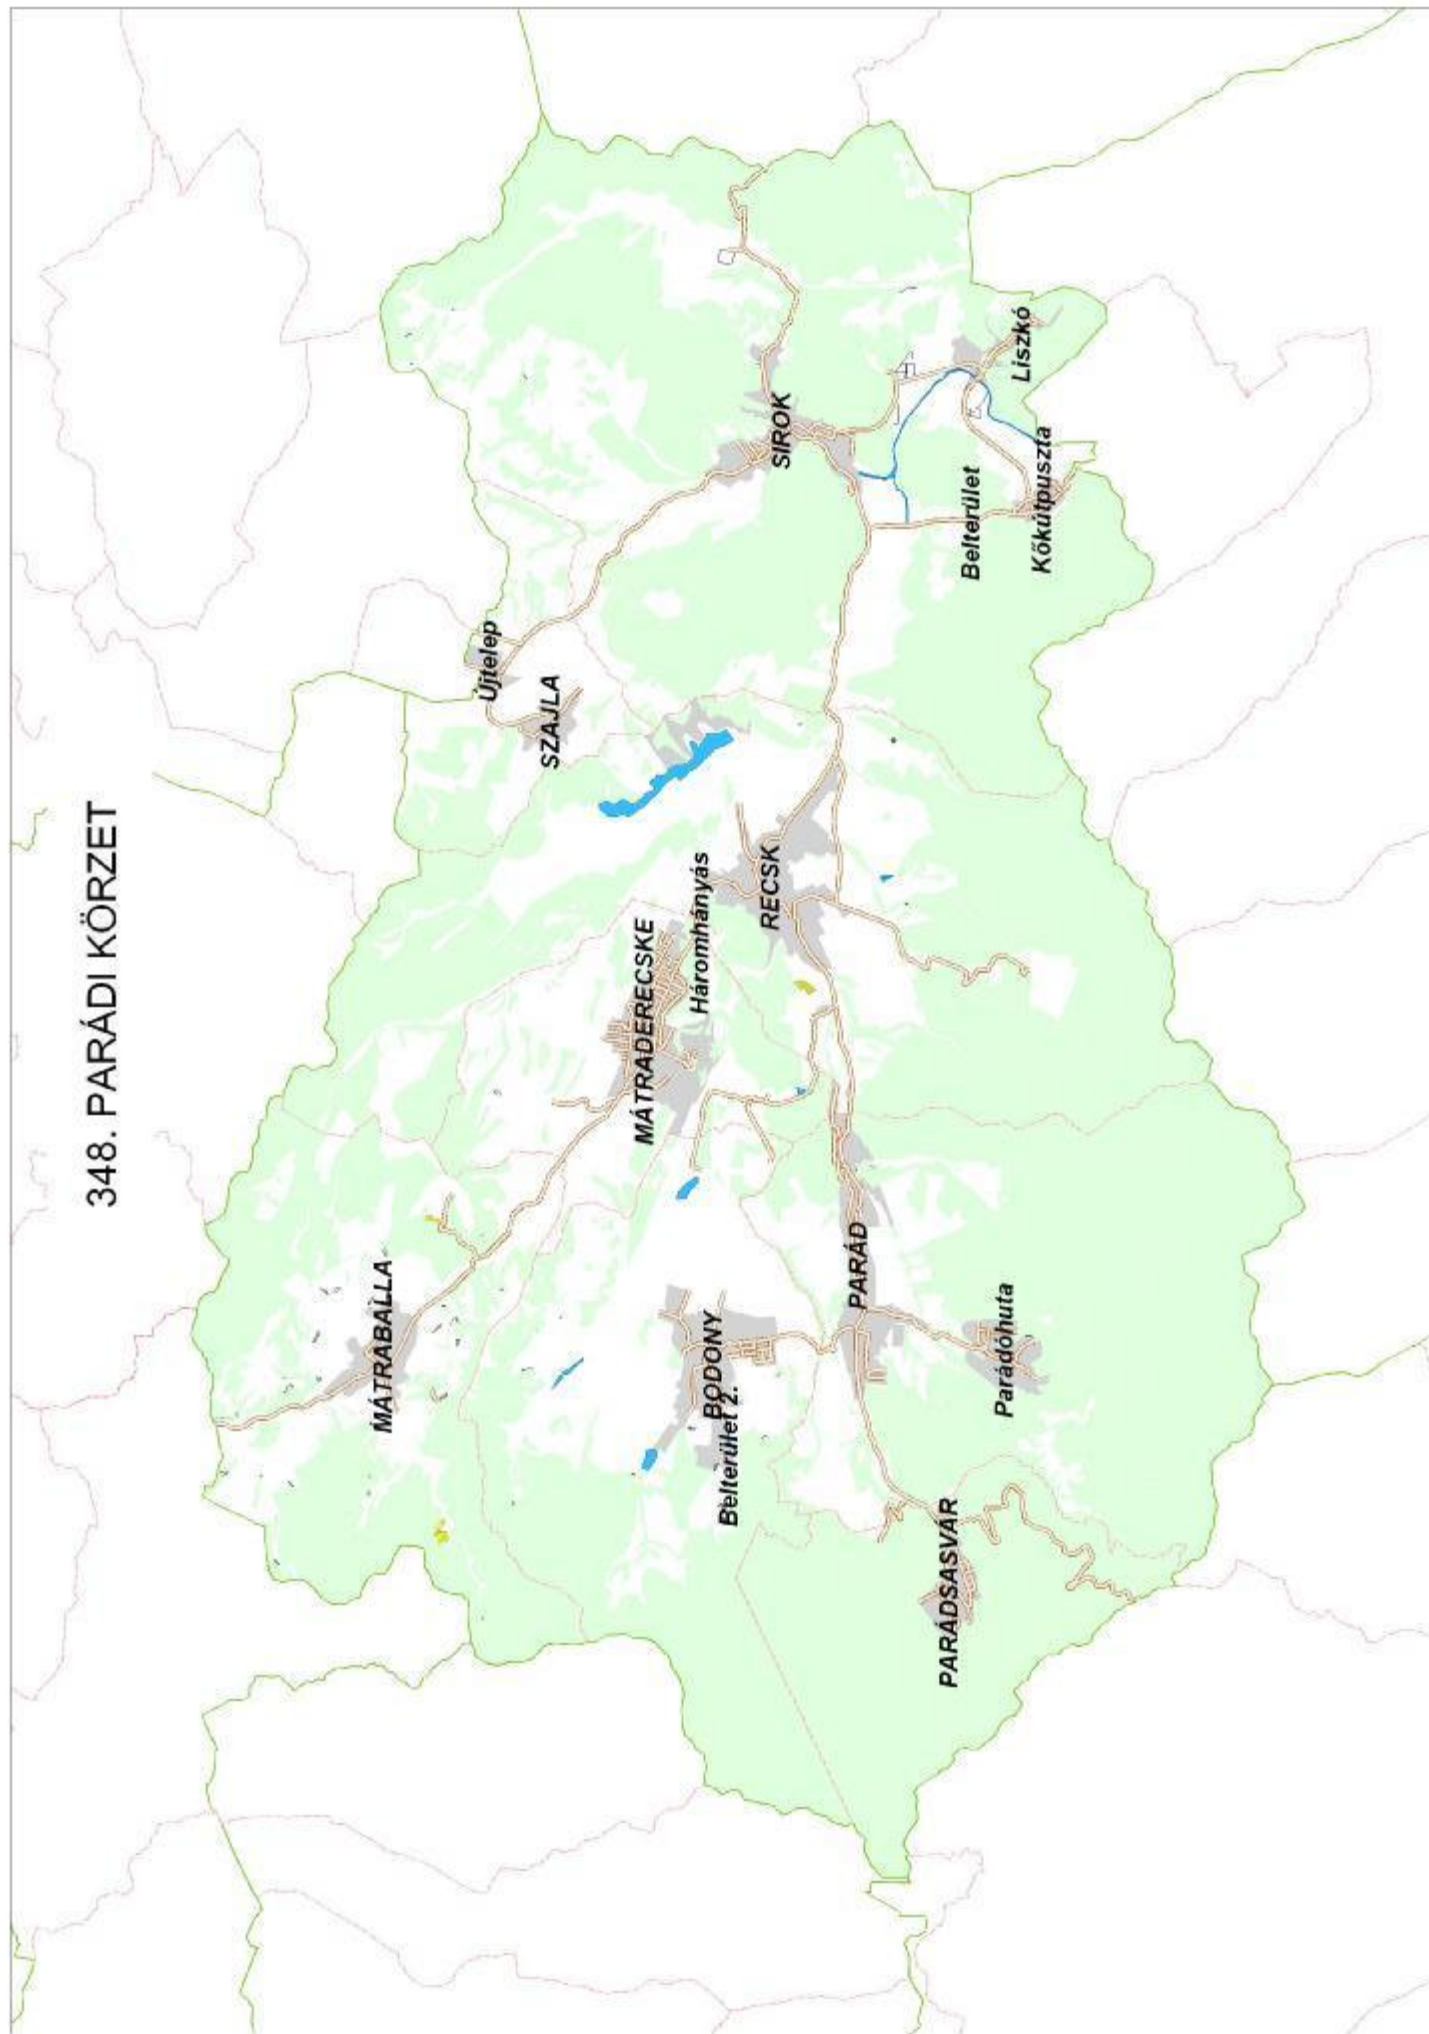 348. PARÁDI KÖRZET
Újtelep
SZAJLA
SIROK
Liszkó
Belterület
Kőkútpuszta
RECSK
Háromhányás
MÁTRADERECSKE
MÁTRABALLA
BODONY
Belterület 2.
PARÁD
Parádóhuta
PARÁDSASVÁR